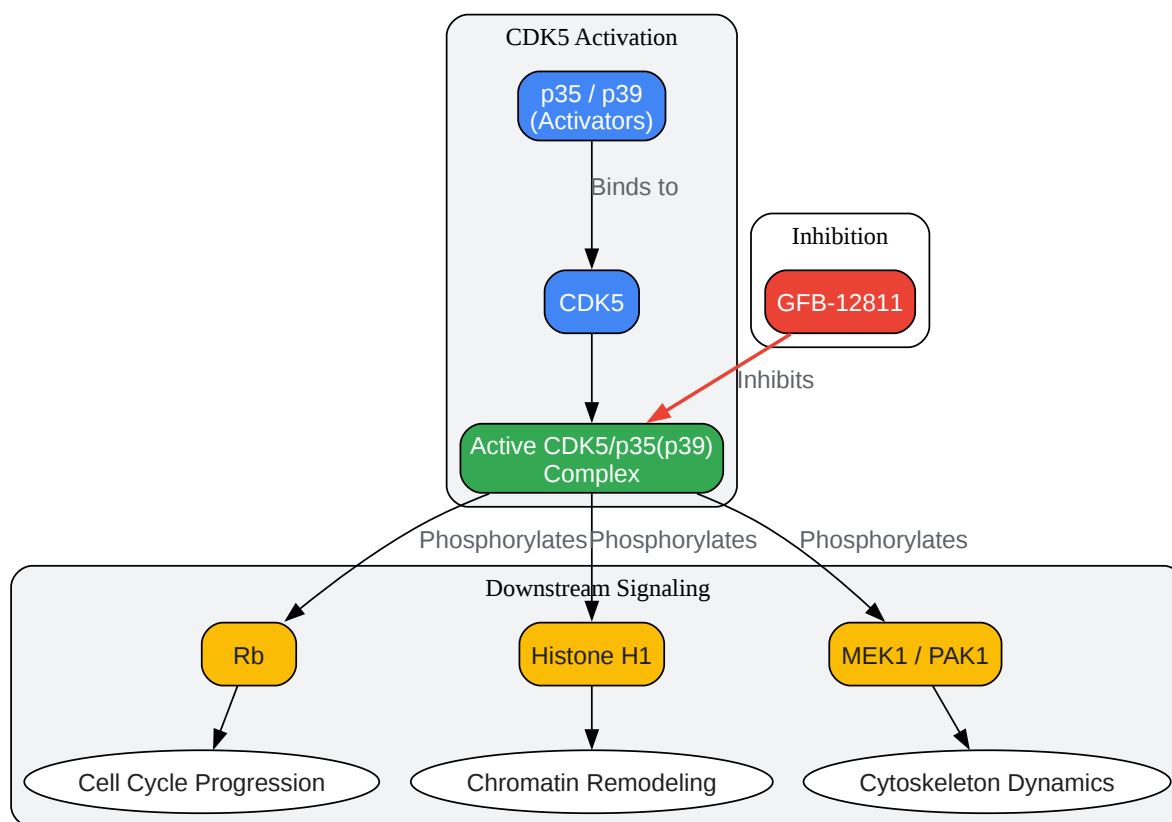 CDK5 Activation
p35 / p39
(Activators)
Binds to
Inhibition
CDK5
GFB-12811
Inhibits
Active CDK5/p35(p39)
Complex
Phosphorylates
Phosphorylates
Phosphorylates
Downstream Signaling
Rb
Histone H1
MEK1 / PAK1
Cell Cycle Progression
Chromatin Remodeling
Cytoskeleton Dynamics